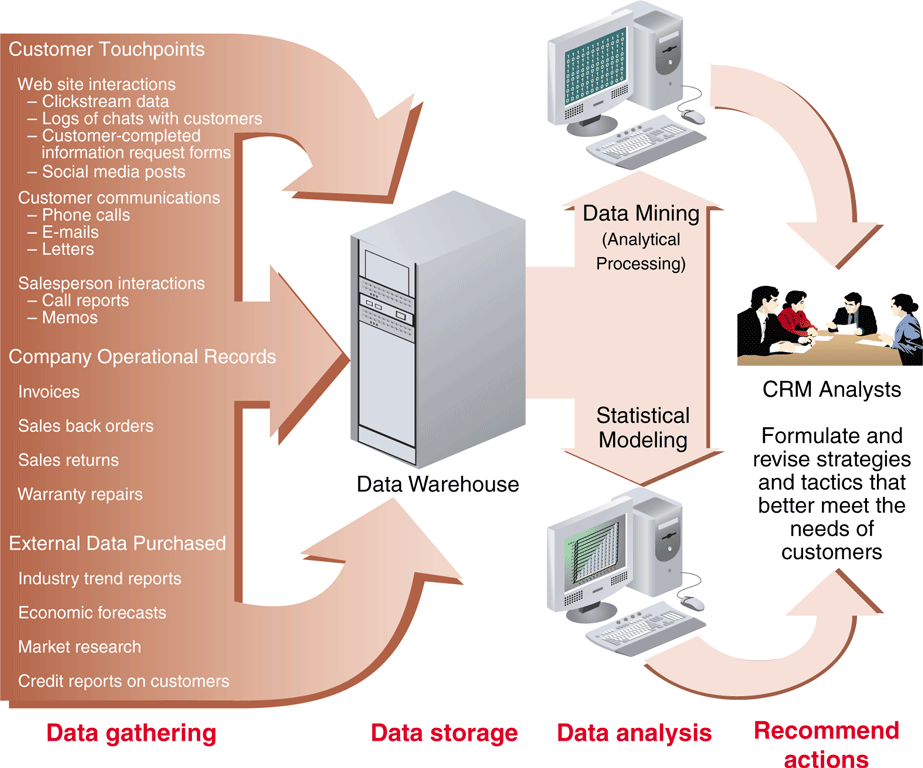 Customer Touchpoints
Web site interactions
– Clickstream data
– Logs of chats with customers
– Customer-completed
information request forms
– Social media posts
Customer communications
– Phone calls
– E-mails
– Letters
Salesperson interactions
– Call reports
– Memos
Company Operational Records
Invoices
Sales back orders
Sales returns
Warranty repairs
External Data Purchased
Industry trend reports
Economic forecasts
Market research
Credit reports on customers
Data gathering
Data Warehouse
Data storage
Data Mining
(Analytical
Processing)
Statistical
Modeling
Data analysis
CRM Analysts
Formulate and
revise strategies
and tactics that
better meet the
needs of
customers
Recommend
actions